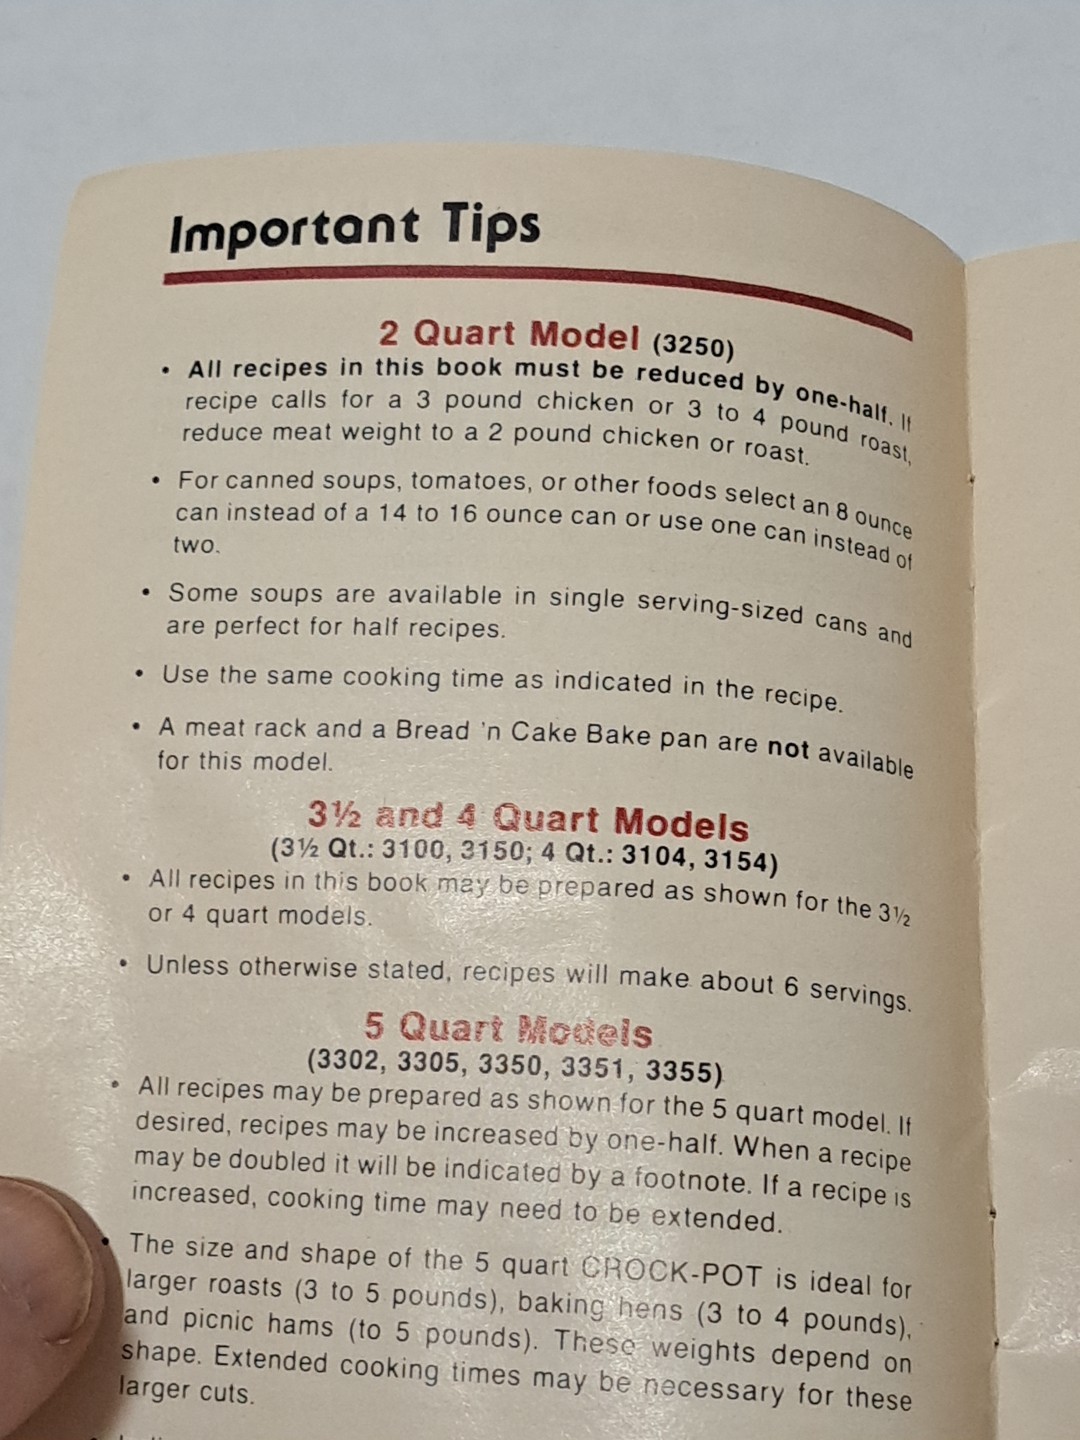 Important Tips
2 Quart Model (3250)
• All recipes in this book must be reduced by one-half. If
recipe calls for a 3 pound chicken or 3 to 4 pound roast,
reduce meat weight to a 2 pound chicken or roast.
• For canned soups, tomatoes, or other foods select an 8 ounce
can instead of a 14 to 16 ounce can or use one can instead of
two.
• Some soups are available in single serving-sized cans and
are perfect for half recipes.
• Use the same cooking time as indicated in the recipe.
• A meat rack and a Bread 'n Cake Bake pan are not available
for this model.
3½ and 4 Quart Models
(3½ Qt.: 3100, 3150; 4 Qt.: 3104, 3154)
• All recipes in this book may be prepared as shown for the 3½
or 4 quart models.
• Unless otherwise stated, recipes will make about 6 servings.
5 Quart Models
(3302, 3305, 3350, 3351, 3355)
• All recipes may be prepared as shown for the 5 quart model. If
desired, recipes may be increased by one-half. When a recipe
may be doubled it will be indicated by a footnote. If a recipe is
increased, cooking time may need to be extended.
• The size and shape of the 5 quart CROCK-POT is ideal for
larger roasts (3 to 5 pounds), baking hens (3 to 4 pounds),
and picnic hams (to 5 pounds). These weights depend on
shape. Extended cooking times may be necessary for these
larger cuts.